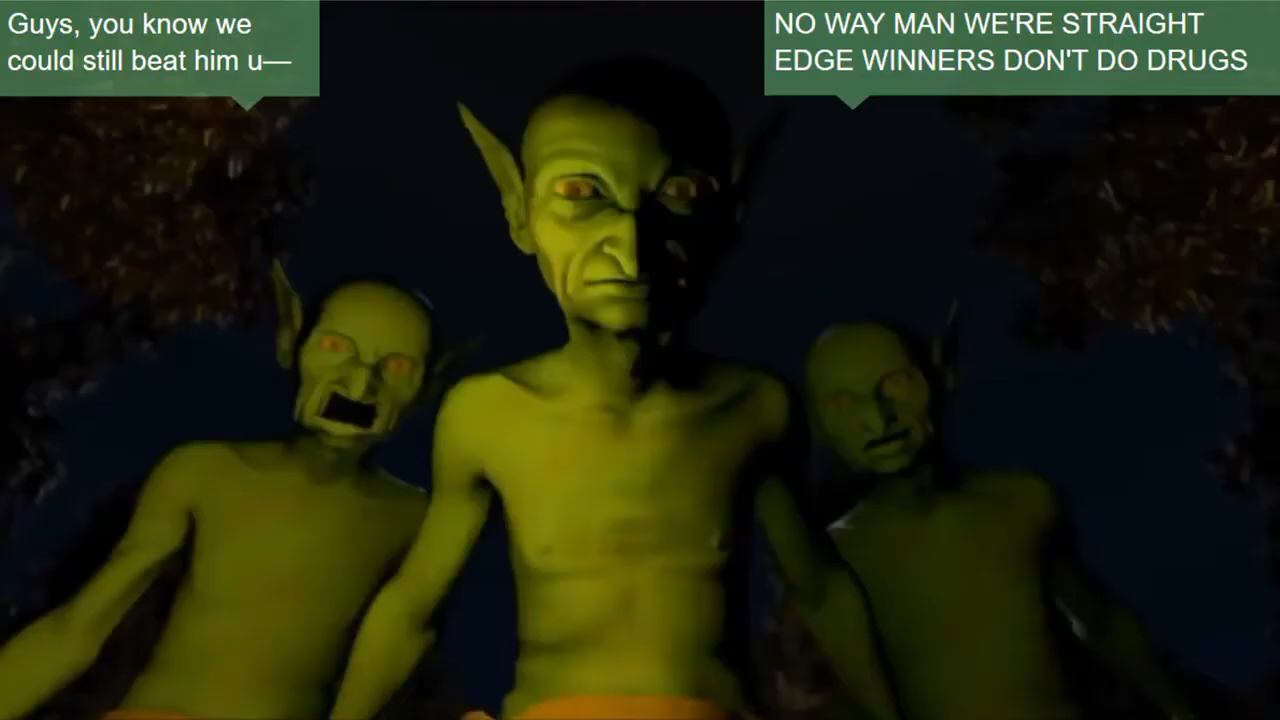 Guys, you know we
could still beat him u—
NO WAY MAN WE'RE STRAIGHT
EDGE WINNERS DON'T DO DRUGS